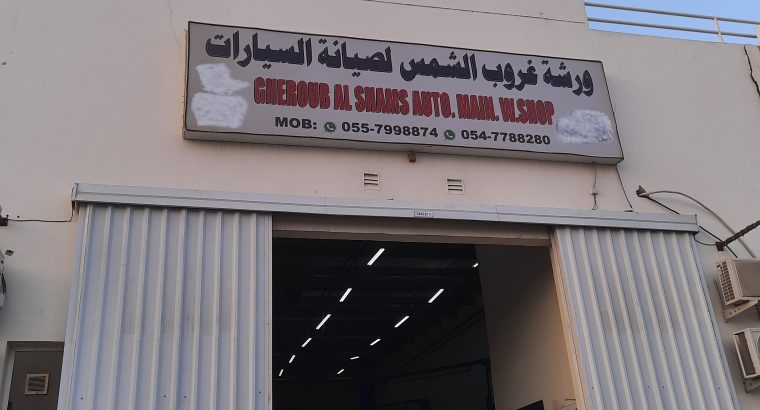 ورشة غروب الشمس لصيانة السيارات
GHEROUB AL SHAMS AUTO. MAIN. W.SHOP
MOB: 055-7998874 054-7788280